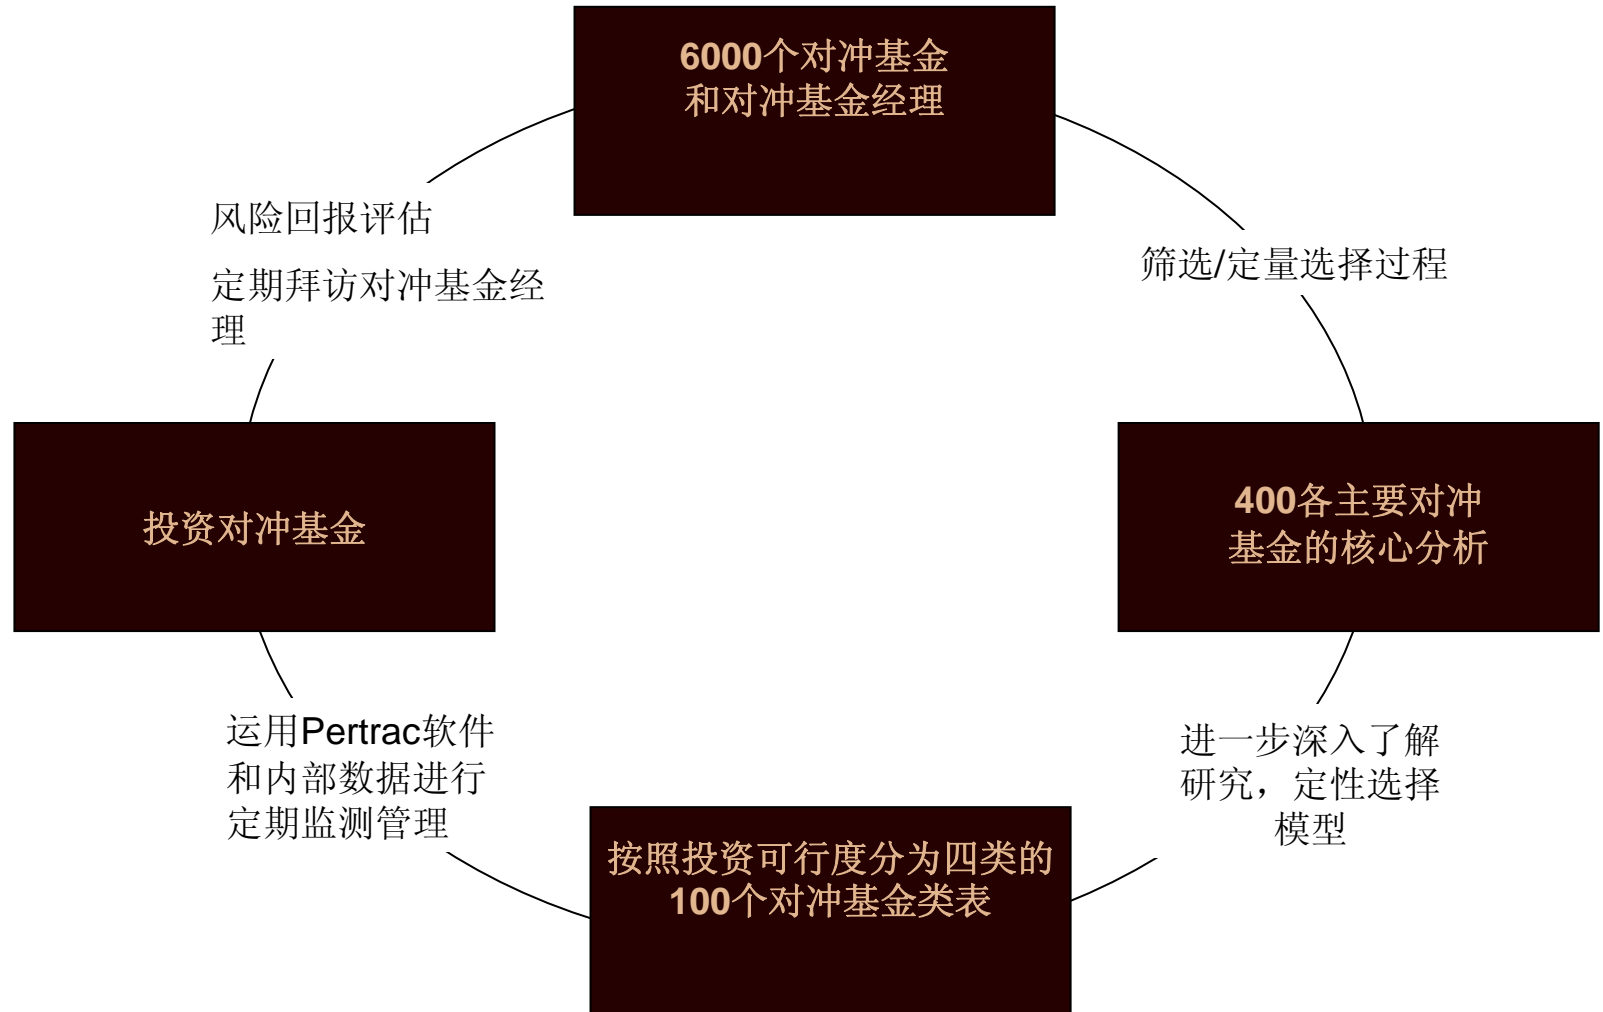 6000个对冲基金
和对冲基金经理
风险回报评估
定期拜访对冲基金经
理
筛选/定量选择过程
投资对冲基金
400各主要对冲
基金的核心分析
运用Pertrac软件
和内部数据进行
定期监测管理
进一步深入了解
研究，定性选择
模型
按照投资可行度分为四类的
100个对冲基金类表